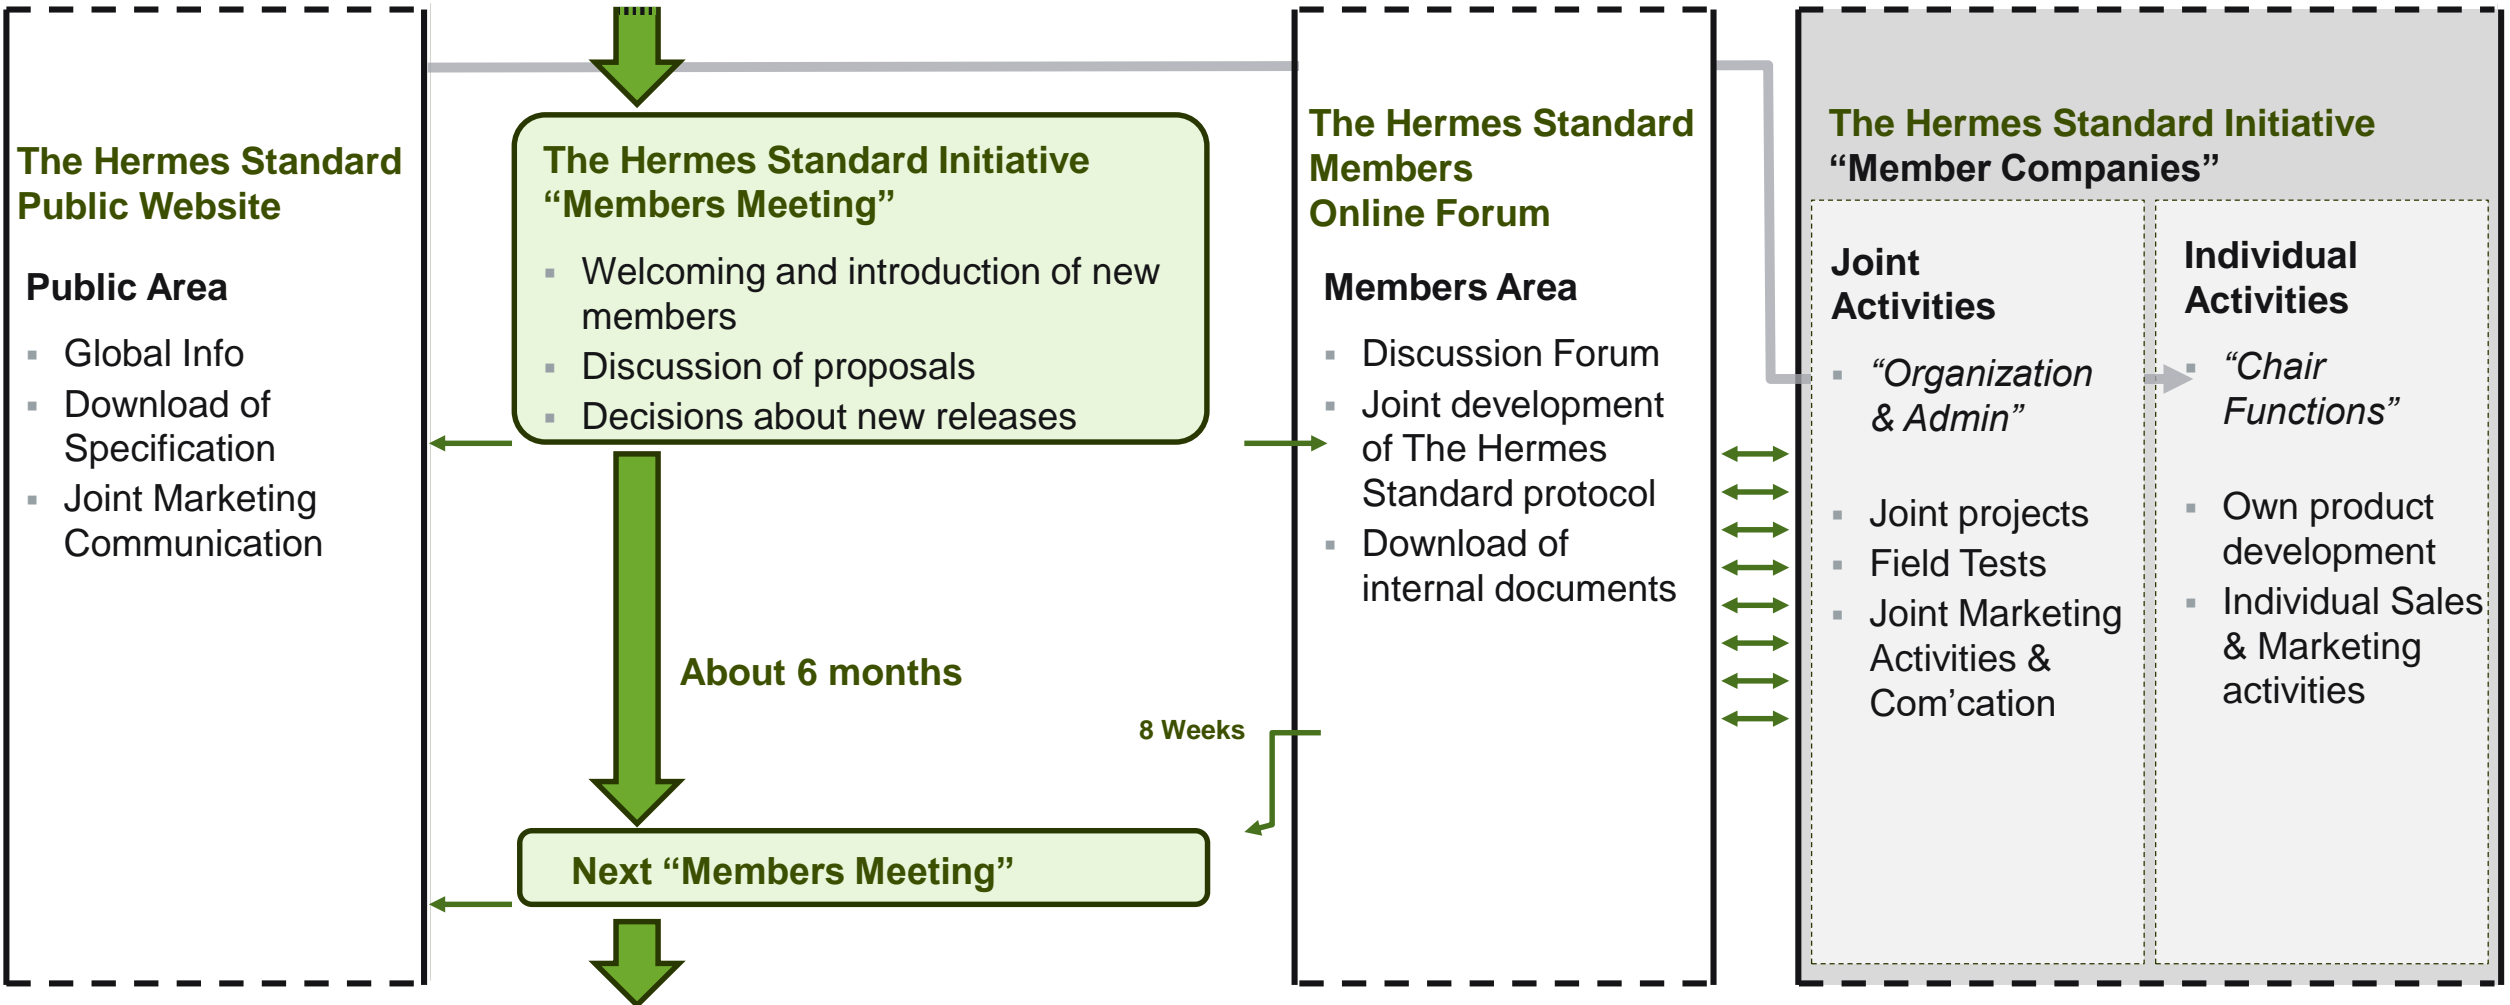 The Hermes Standard
Public Website
Public Area
Global Info
Download of
Specification
Joint Marketing
Communication
The Hermes Standard Initiative
“Members Meeting”
Welcoming and introduction of new
members
Discussion of proposals
Decisions about new releases
About 6 months
8 Weeks
Next “Members Meeting”
The Hermes Standard
Members
Online Forum
Members Area
Discussion Forum
Joint development
of The Hermes
Standard protocol
Download of
internal documents
The Hermes Standard Initiative
“Member Companies”
Joint
Activities
“Organization
& Admin”
Joint projects
Field Tests
Joint Marketing
Activities &
Com’cation
Individual
Activities
“Chair
Functions”
Own product
development
Individual Sales
& Marketing
activities